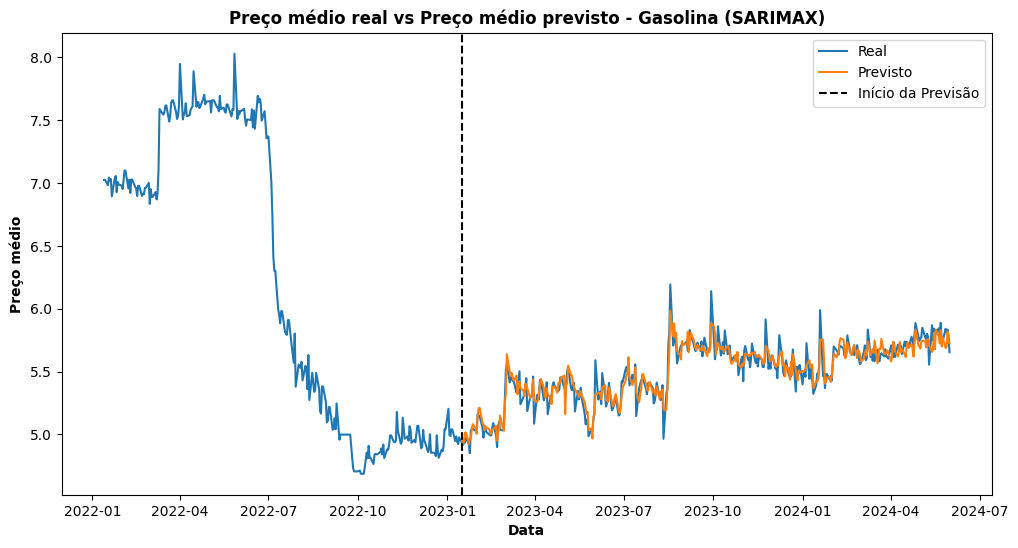 Preço médio real vs Preço médio previsto - Gasolina (SARIMAX)
Real
Previsto
Início da Previsão
Preço médio
8.0
7.5
7.0
6.5
6.0
5.5
5.0
2022-01 2022-04 2022-07 2022-10 2023-01 2023-04 2023-07 2023-10 2024-01 2024-04 2024-07
Data